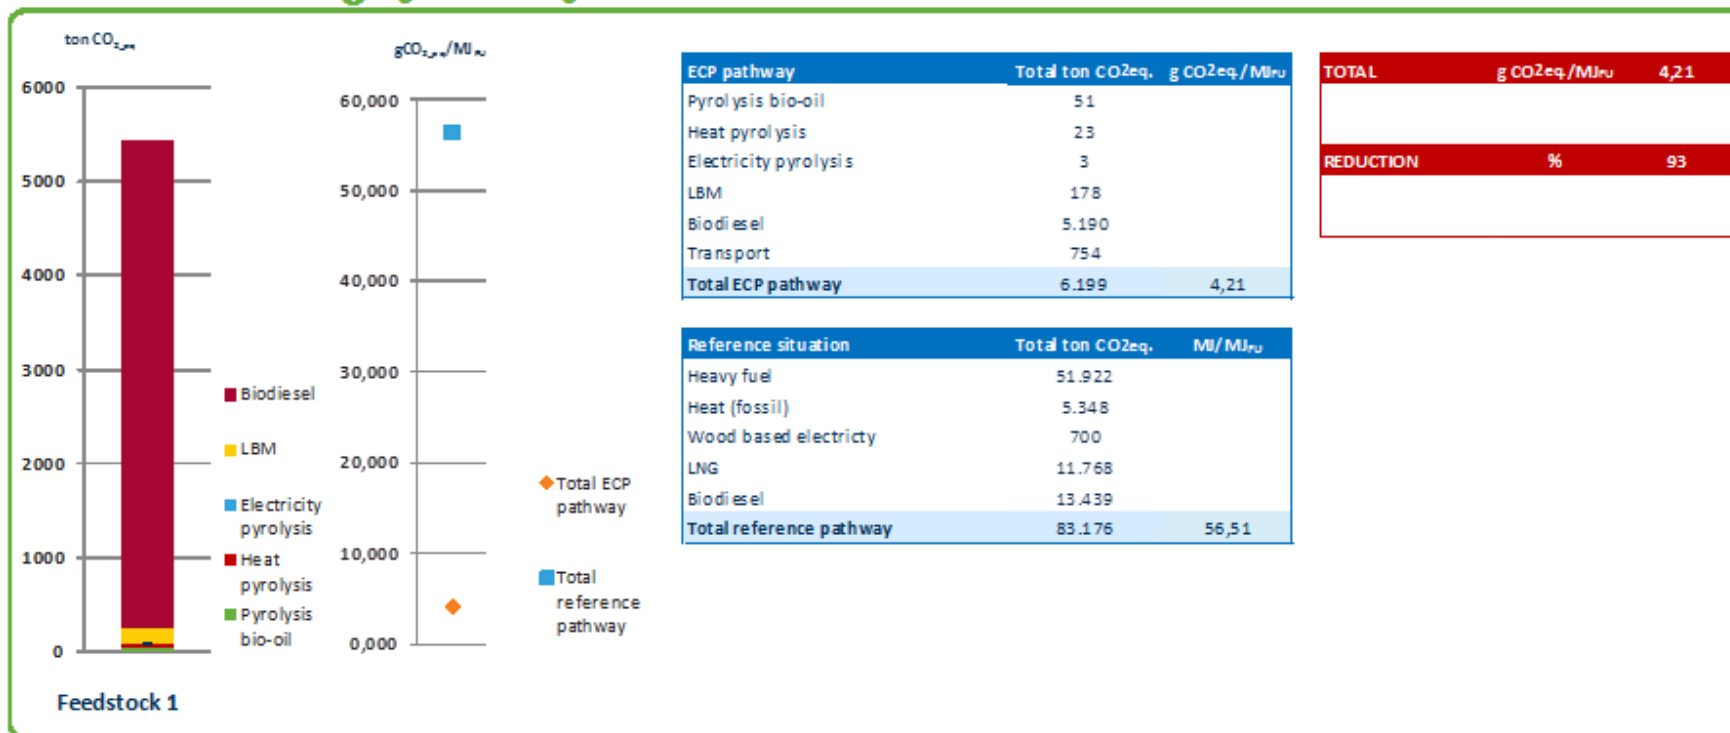 ton CO2_eq
6000
5000
4000
3000
2000
1000
0
Feedstock 1
Biodiesel
LBM
Electricity
pyrolysis
Heat
pyrolysis
Pyrolysis
bio-oil
gCO2_eq/MJFU
60,000
50,000
40,000
30,000
20,000
10,000
0,000
Total ECP
pathway
Total
reference
pathway
ECP pathway Total ton CO2eq. g CO2eq./MJFU
Pyrolysis bio-oil 51
Heat pyrolysis 23
Electricity pyrolysis 3
LBM 178
Biodiesel 5.190
Transport 754
Total ECP pathway 6.199 4,21
Reference situation Total ton CO2eq. MJ/MJFU
Heavy fuel 51.922
Heat (fossil) 5.348
Wood based electricty 700
LNG 11.768
Biodiesel 13.439
Total reference pathway 83.176 56,51
TOTAL g CO2eq./MJFU 4,21
REDUCTION % 93